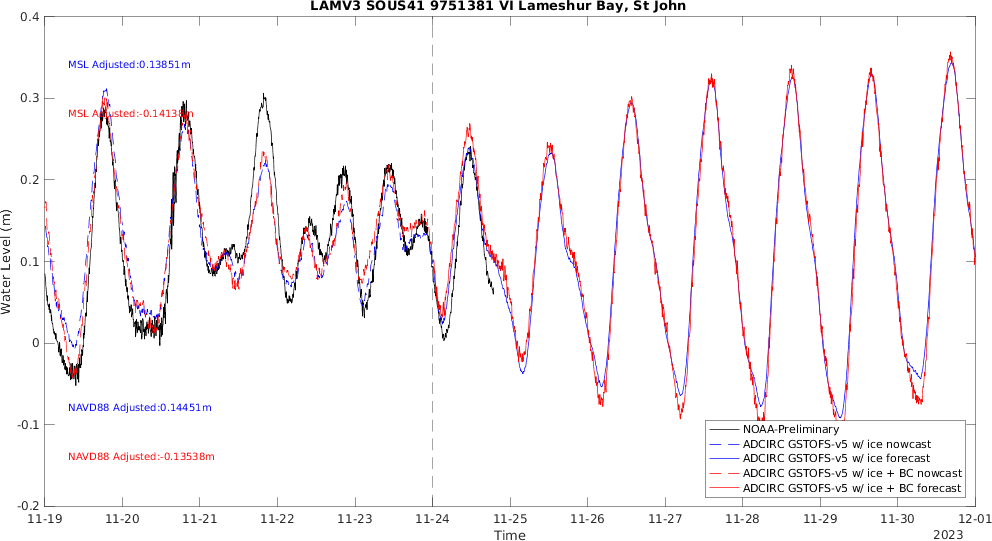 LAMV3 SOUS41 9751381 VI Lameshur Bay, St John
0.4
0.3
0.2
0.1
0
-0.1
-0.2
Water Level (m)
MSL Adjusted:0.13851m
MSL Adjusted:-0.14138m
NAVD88 Adjusted:0.14451m
NAVD88 Adjusted:-0.13538m
NOAA-Preliminary
ADCIRC GSTOFS-v5 w/ ice nowcast
ADCIRC GSTOFS-v5 w/ ice forecast
ADCIRC GSTOFS-v5 w/ ice + BC nowcast
ADCIRC GSTOFS-v5 w/ ice + BC forecast
11-19 11-20 11-21 11-22 11-23 11-24 11-25 11-26 11-27 11-28 11-29 11-30 12-01
Time
2023